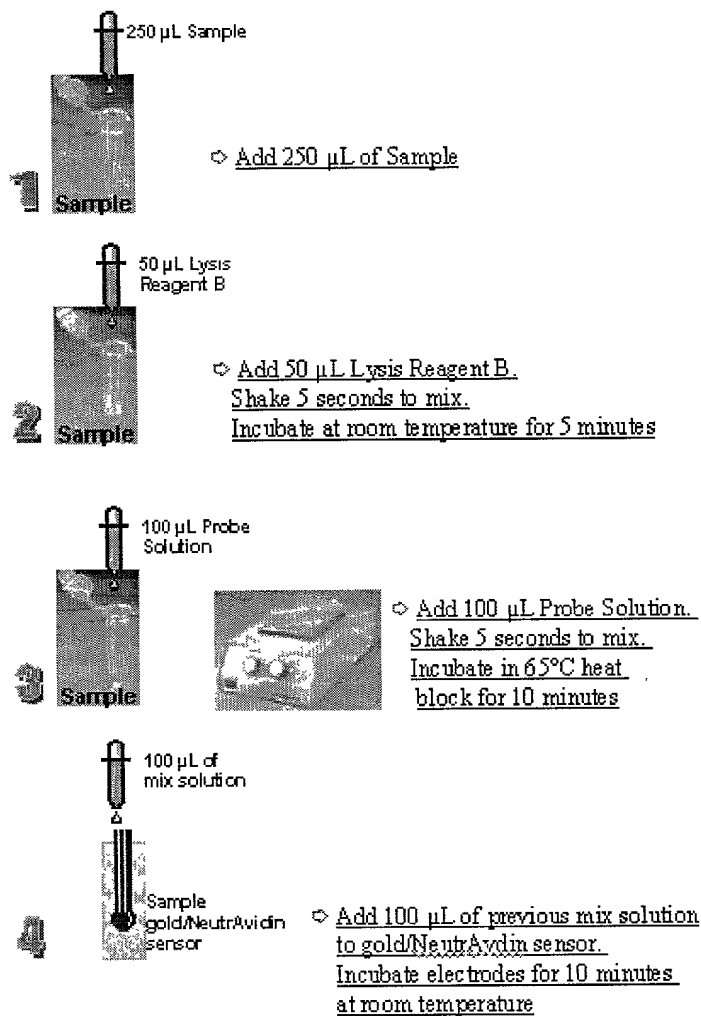 250 µL Sample
⇨ Add 250 µL of Sample
1
Sample
50 µL Lysis
Reagent B
⇨ Add 50 µL Lysis Reagent B.
Shake 5 seconds to mix.
Incubate at room temperature for 5 minutes
2
Sample
100 µL Probe
Solution
⇨ Add 100 µL Probe Solution.
Shake 5 seconds to mix.
Incubate in 65°C heat
block for 10 minutes
3
Sample
100 µL of
mix solution
Sample
gold/NeutrAvidin
sensor
4
⇨ Add 100 µL of previous mix solution
to gold/NeutrAvdin sensor.
Incubate electrodes for 10 minutes
at room temperature